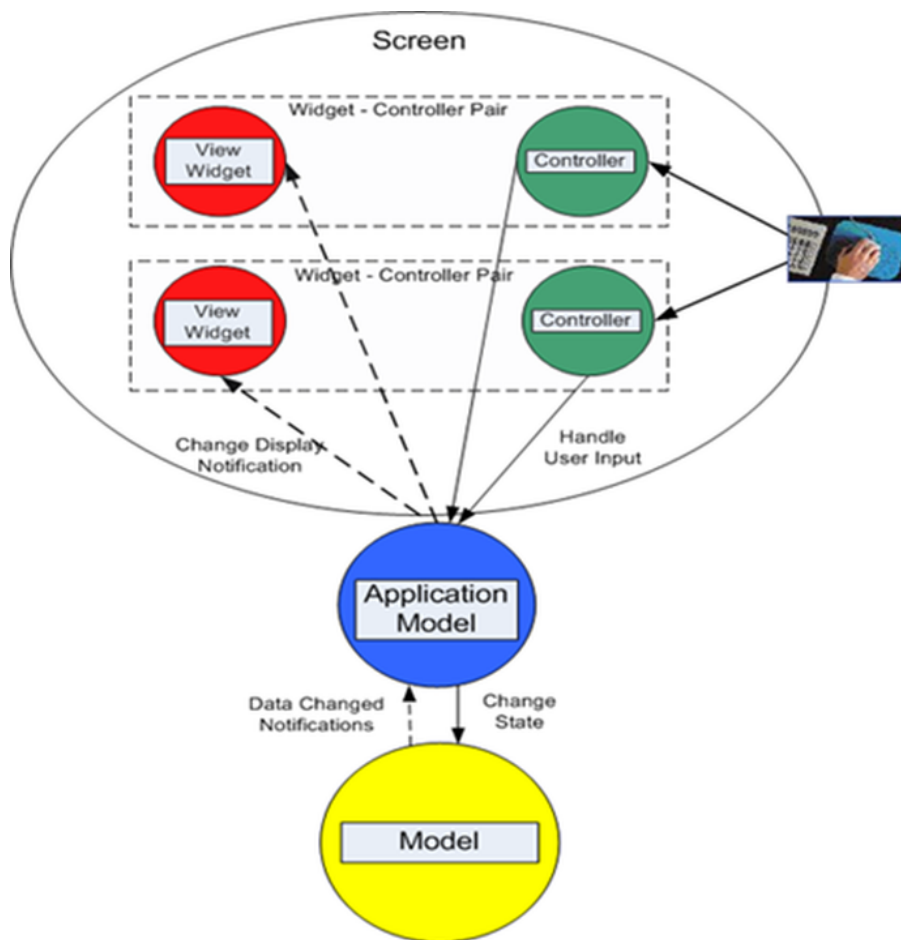 Screen
Widget - Controller Pair
View
Widget
Controller
Widget - Controller Pair
View
Widget
Controller
Change Display
Notification
Handle
User Input
Application
Model
Data Changed
Notifications
Change
State
Model